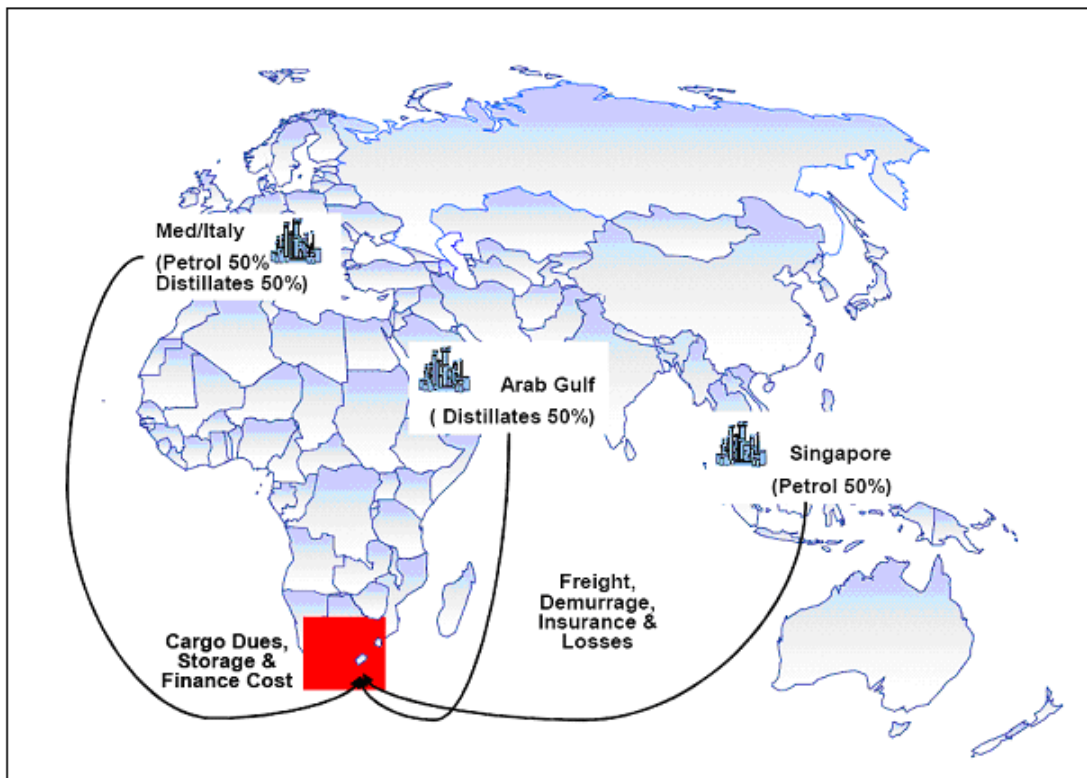 Med/Italy
(Petrol 50%
Distillates 50%)
Arab Gulf
( Distillates 50%)
Singapore
(Petrol 50%)
Freight,
Demurrage,
Insurance &
Losses
Cargo Dues,
Storage &
Finance Cost